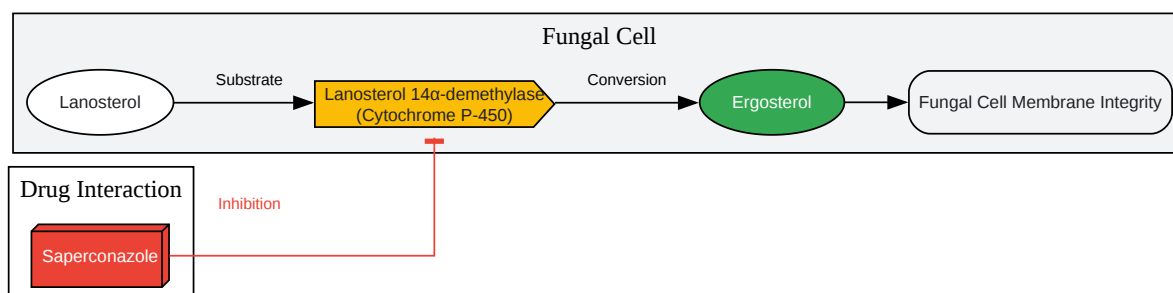 Fungal Cell
Substrate
Conversion
Lanosterol
Lanosterol 14α-demethylase
(Cytochrome P-450)
Ergosterol
Fungal Cell Membrane Integrity
Drug Interaction
Inhibition
Saperconazole